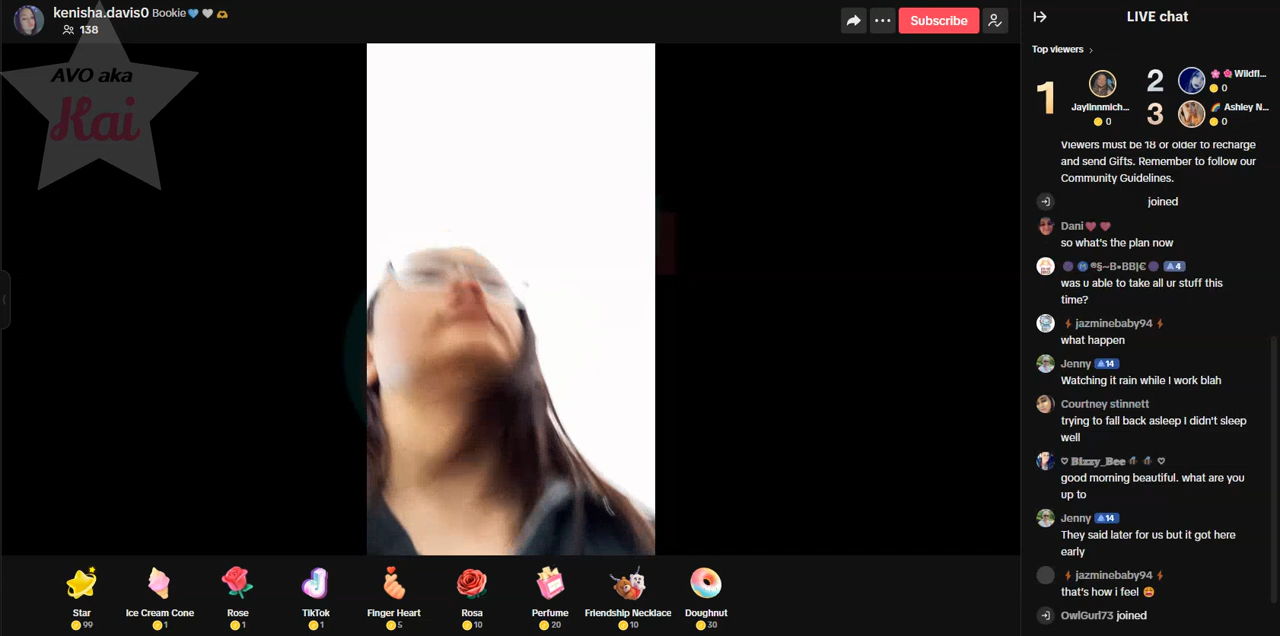 kenisha.davis0 Bookie💙🤍🫶
138
Subscribe
AVO aka
Kai
LIVE chat
Top viewers
1
Jaylinnmich...
0
2
🌸🌺 Wildfl...
0
3
🌈 Ashley N...
0
Viewers must be 18 or older to recharge
and send Gifts. Remember to follow our
Community Guidelines.
joined
Dani
so what's the plan now
4
was u able to take all ur stuff this
time?
⚡jazminebaby94⚡
what happen
Jenny 14
Watching it rain while I work blah
Courtney stinnett
trying to fall back asleep I didn't sleep
well
♡ Bizzy_Bee 🐝 🐝 ♡
good morning beautiful. what are you
up to
Jenny 14
They said later for us but it got here
early
⚡jazminebaby94⚡
that's how i feel 😩
OwlGurl73 joined
Star
99
Ice Cream Cone
1
Rose
1
TikTok
1
Finger Heart
5
Rosa
10
Perfume
20
Friendship Necklace
10
Doughnut
30